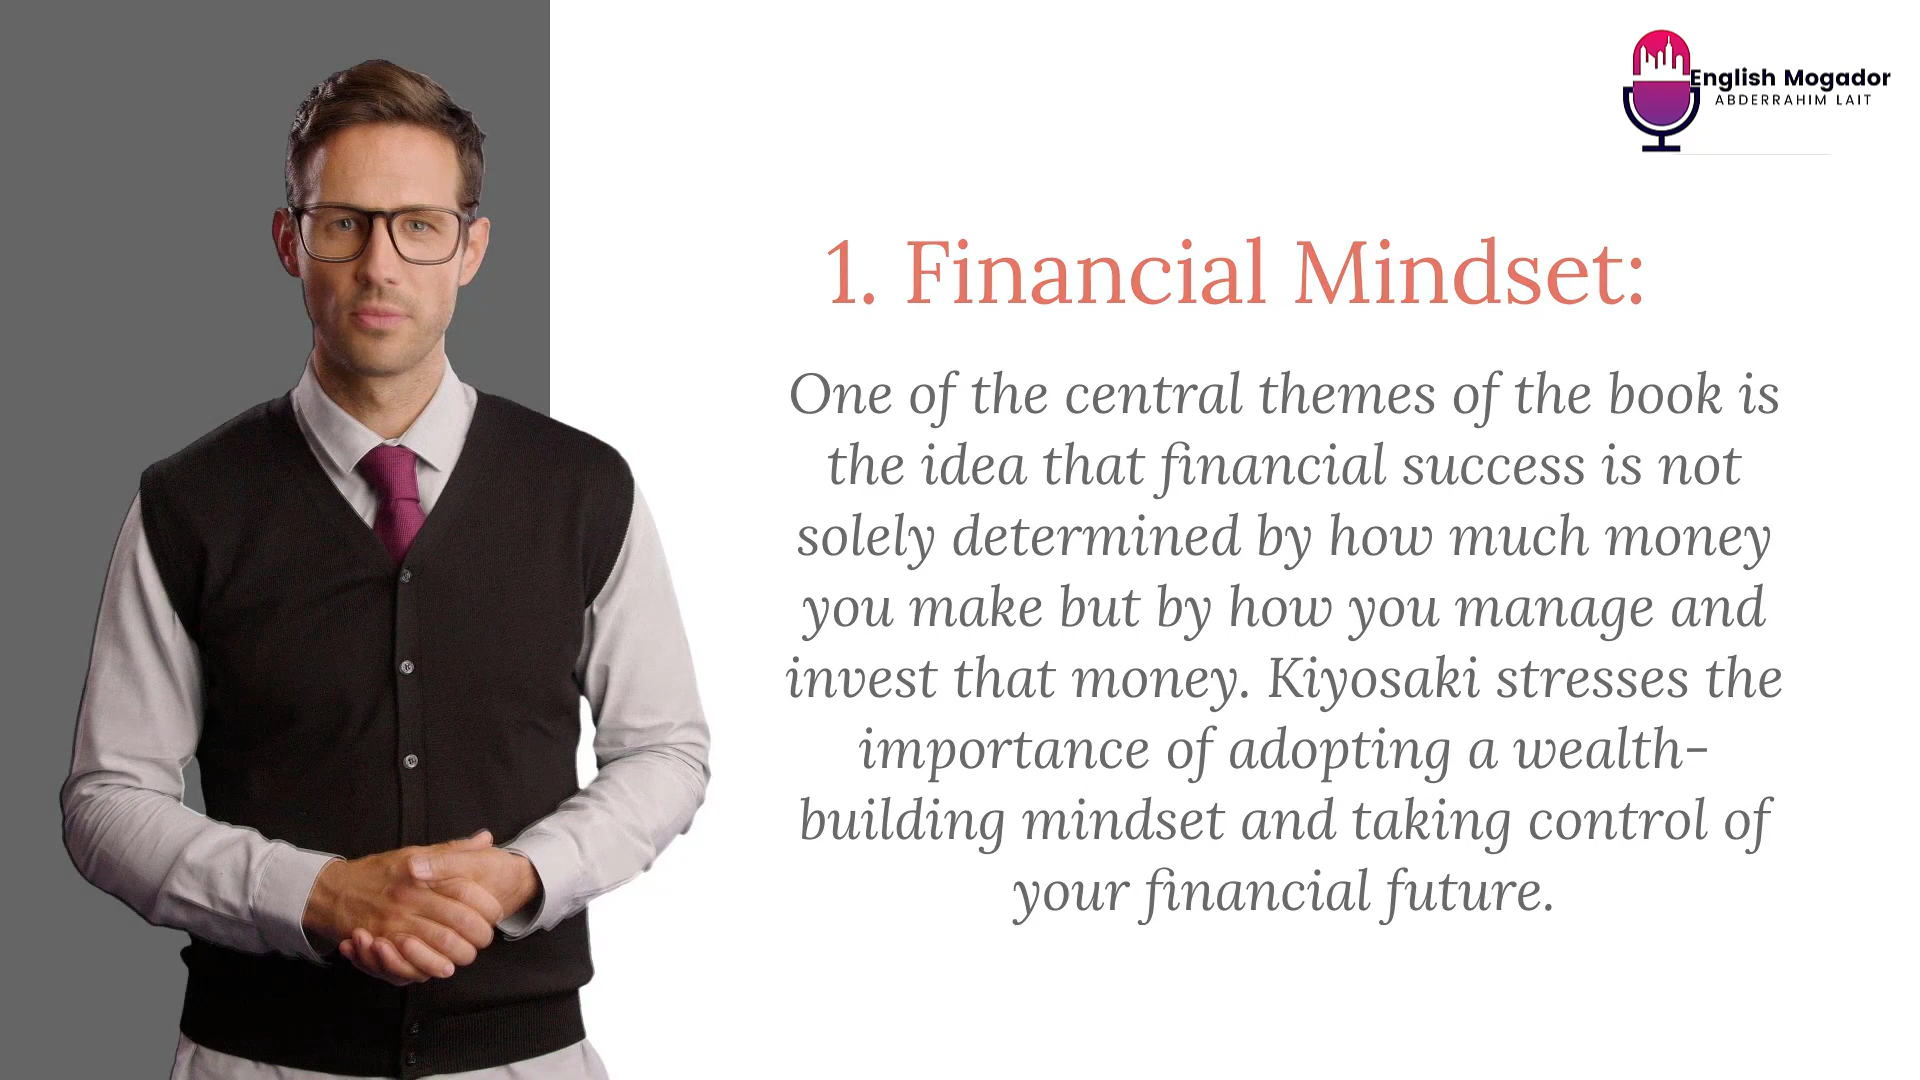 English Mogador
ABDERRAHIM LAIT
1. Financial Mindset:
One of the central themes of the book is
the idea that financial success is not
solely determined by how much money
you make but by how you manage and
invest that money. Kiyosaki stresses the
importance of adopting a wealth-
building mindset and taking control of
your financial future.